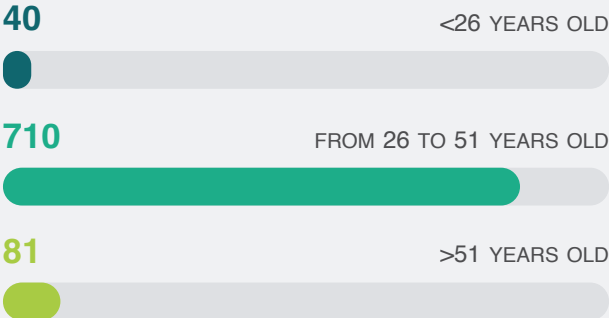 40 <26 YEARS OLD
710 FROM 26 TO 51 YEARS OLD
81 >51 YEARS OLD